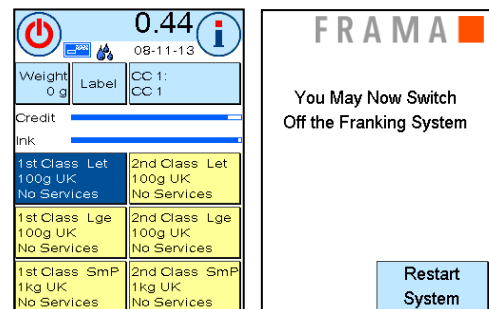 0.44
08-11-13
i
Weight
0 g
Label
CC 1:
CC 1
Credit
Ink
1st Class Let
100g UK
No Services
2nd Class Let
100g UK
No Services
1st Class Lge
100g UK
No Services
2nd Class Lge
100g UK
No Services
1st Class SmP
1kg UK
No Services
2nd Class SmP
1kg UK
No Services
FRAMA
You May Now Switch
Off the Franking System
Restart
System